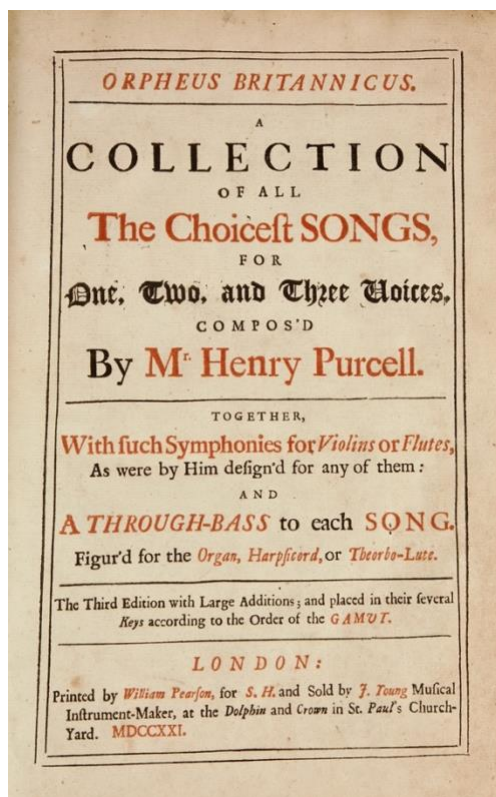 ORPHEUS BRITANNICUS.
A
COLLECTION
OF ALL
The Choiceſt SONGS,
FOR
One, Two, and Three Voices,
COMPOS'D
By Mr. Henry Purcell.
TOGETHER,
With ſuch Symphonies for Violins or Flutes,
As were by Him deſign'd for any of them:
AND
A THROUGH-BASS to each SONG.
Figur'd for the Organ, Harpſicord, or Theorbo-Lute.
The Third Edition with Large Additions; and placed in their ſeveral
Keys according to the Order of the GAMUT.
LONDON:
Printed by William Pearſon, for S. H. and Sold by J. Young Muſical
Inſtrument-Maker, at the Dolphin and Crown in St. Paul's Church-
Yard. MDCCXXI.